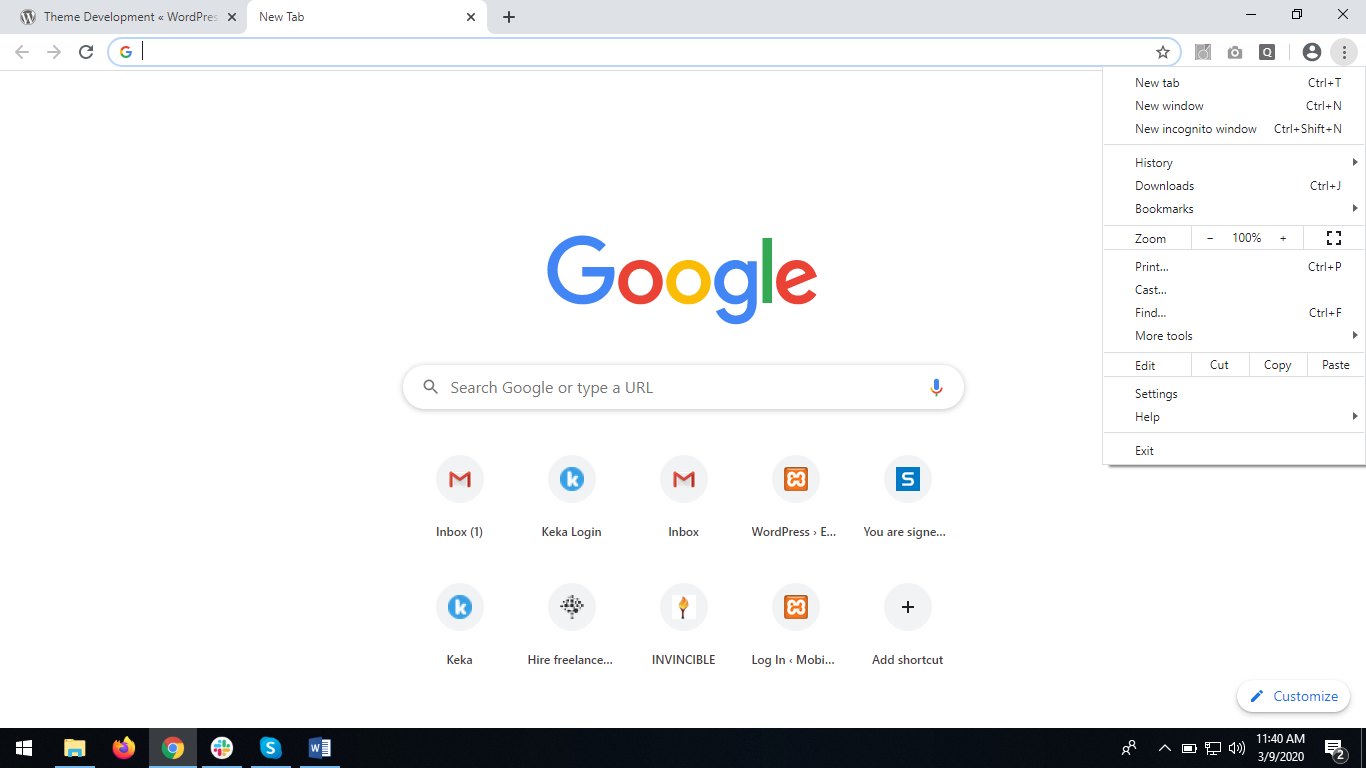 Theme Development « WordPres
New Tab
New tab Ctrl+T
New window Ctrl+N
New incognito window Ctrl+Shift+N
History
Downloads Ctrl+J
Bookmarks
Zoom − 100% +
Print... Ctrl+P
Cast...
Find... Ctrl+F
More tools
Edit Cut Copy Paste
Settings
Help
Exit
Google
Search Google or type a URL
Inbox (1) Keka Login Inbox WordPress › E... You are signe...
Keka Hire freelance... INVINCIBLE Log In ‹ Mobi... Add shortcut
Customize
11:40 AM
3/9/2020
2